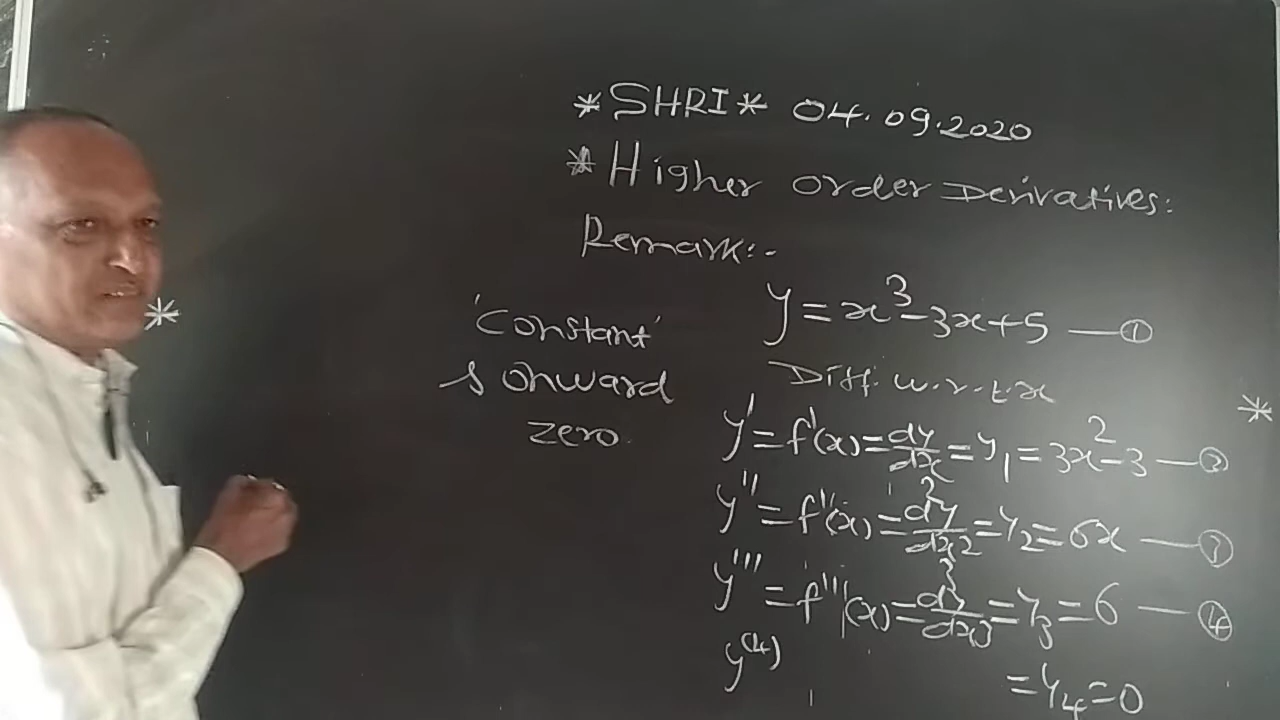 *SHRI* 04.09.2020
*Higher Order Derivatives:
Remark:-
y = x³-3x+5 —①
Diff. w.r.t.x
y' = f'(x) = dy/dx = y₁ = 3x²-3 —②
y'' = f''(x) = d²y/dx² = y₂ = 6x —③
y''' = f'''(x) = d³y/dx³ = y₃ = 6 —④
y⁽⁴⁾ = y₄ = 0
'constant'
s onward
zero.